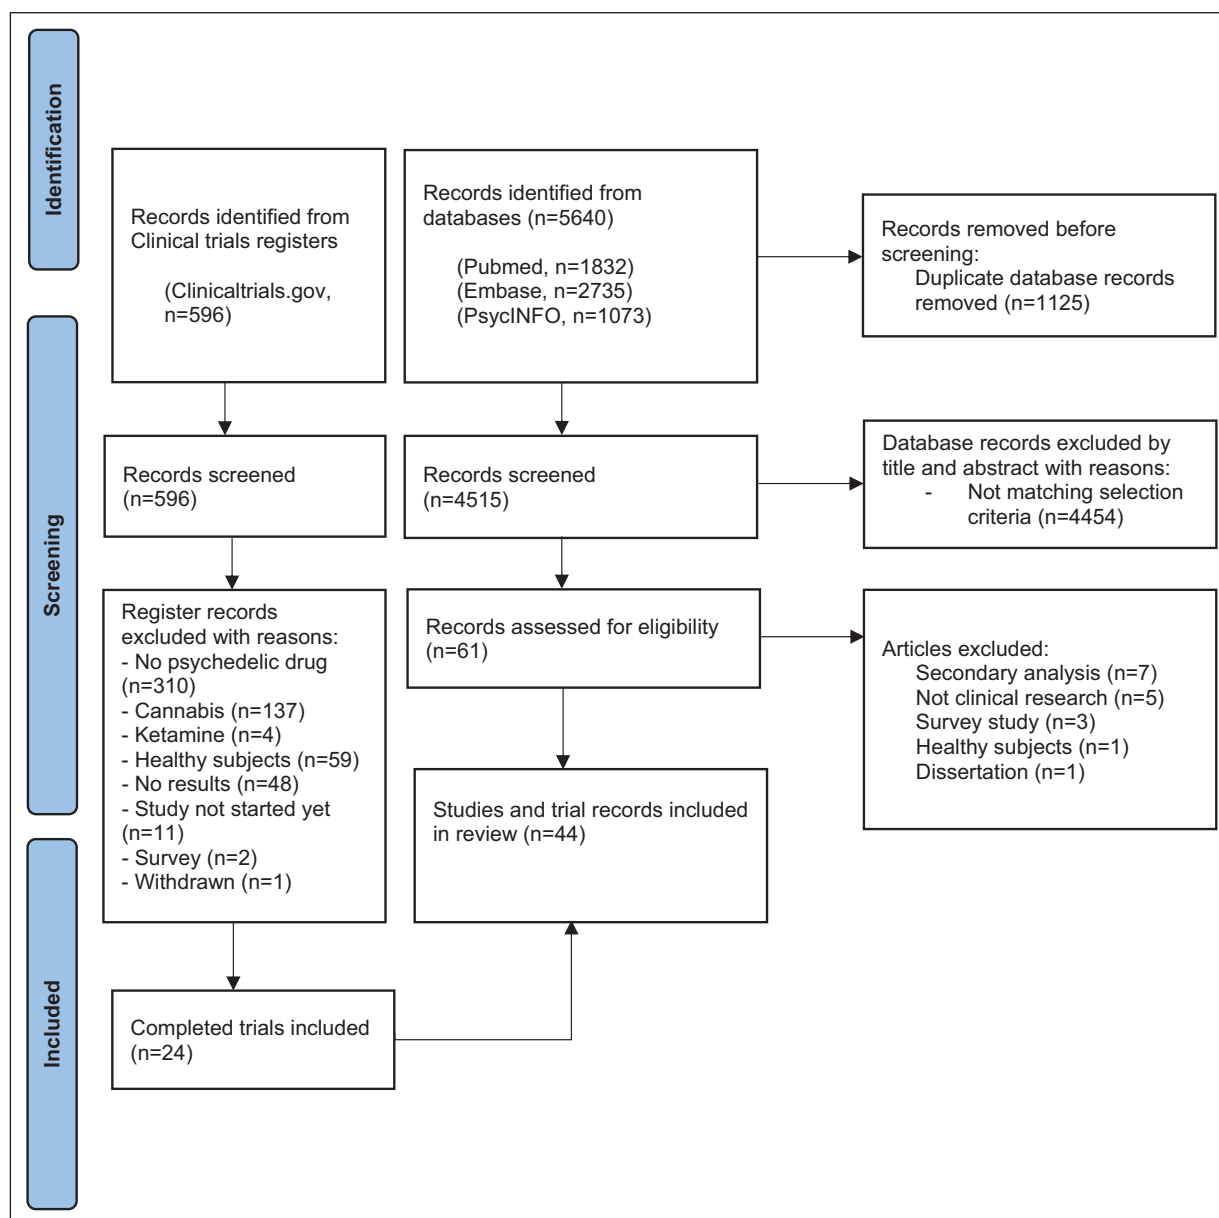 Identification
Records identified from
Clinical trials registers
(Clinicaltrials.gov,
n=596)
Records identified from
databases (n=5640)
(Pubmed, n=1832)
(Embase, n=2735)
(PsycINFO, n=1073)
Records removed before
screening:
Duplicate database records
removed (n=1125)
Screening
Records screened
(n=596)
Records screened
(n=4515)
Database records excluded by
title and abstract with reasons:
- Not matching selection
criteria (n=4454)
Register records
excluded with reasons:
- No psychedelic drug
(n=310)
- Cannabis (n=137)
- Ketamine (n=4)
- Healthy subjects (n=59)
- No results (n=48)
- Study not started yet
(n=11)
- Survey (n=2)
- Withdrawn (n=1)
Records assessed for eligibility
(n=61)
Articles excluded:
Secondary analysis (n=7)
Not clinical research (n=5)
Survey study (n=3)
Healthy subjects (n=1)
Dissertation (n=1)
Studies and trial records included
in review (n=44)
Included
Completed trials included
(n=24)